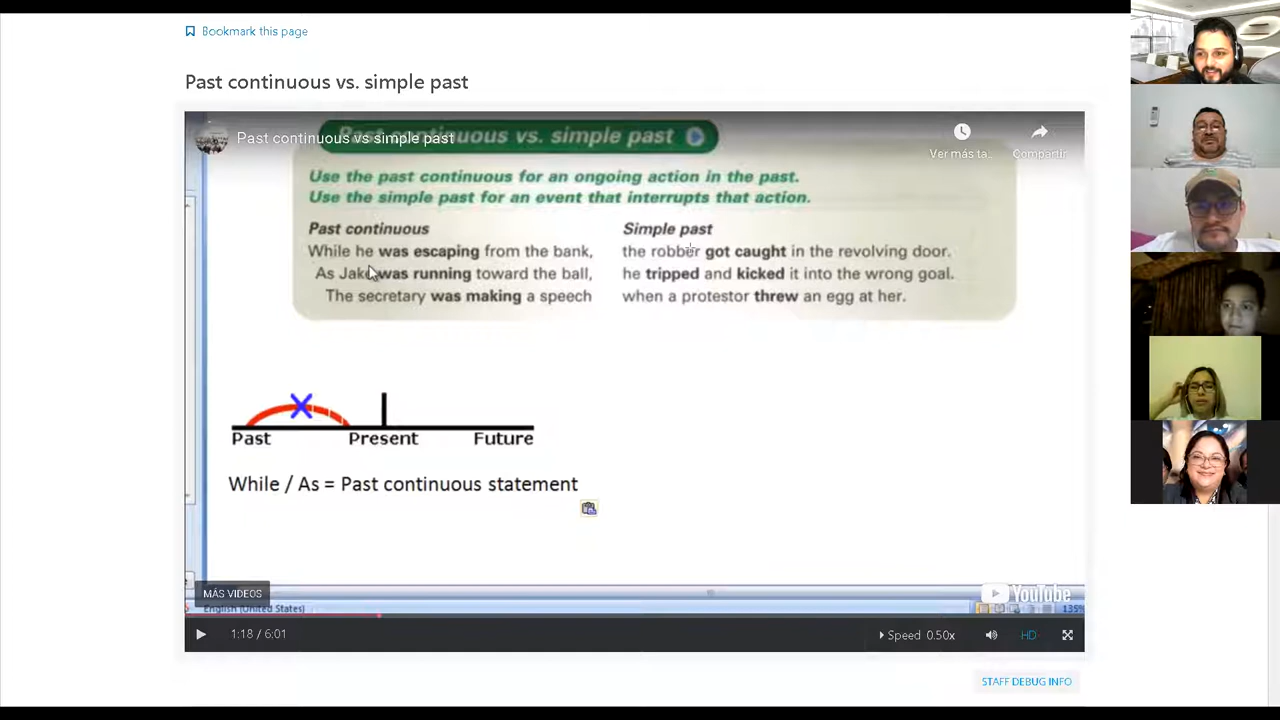 Bookmark this page
Past continuous vs. simple past
Past continuous vs simple past
continuous vs. simple past
Ver más ta...
Compartir
Use the past continuous for an ongoing action in the past.
Use the simple past for an event that interrupts that action.
Past continuous Simple past
While he was escaping from the bank, the robber got caught in the revolving door.
As Jake was running toward the ball, he tripped and kicked it into the wrong goal.
The secretary was making a speech when a protestor threw an egg at her.
Past Present Future
While / As = Past continuous statement
MÁS VIDEOS
YouTube
English (United States)
135%
1:18 / 6:01
Speed 0.50x
HD
STAFF DEBUG INFO